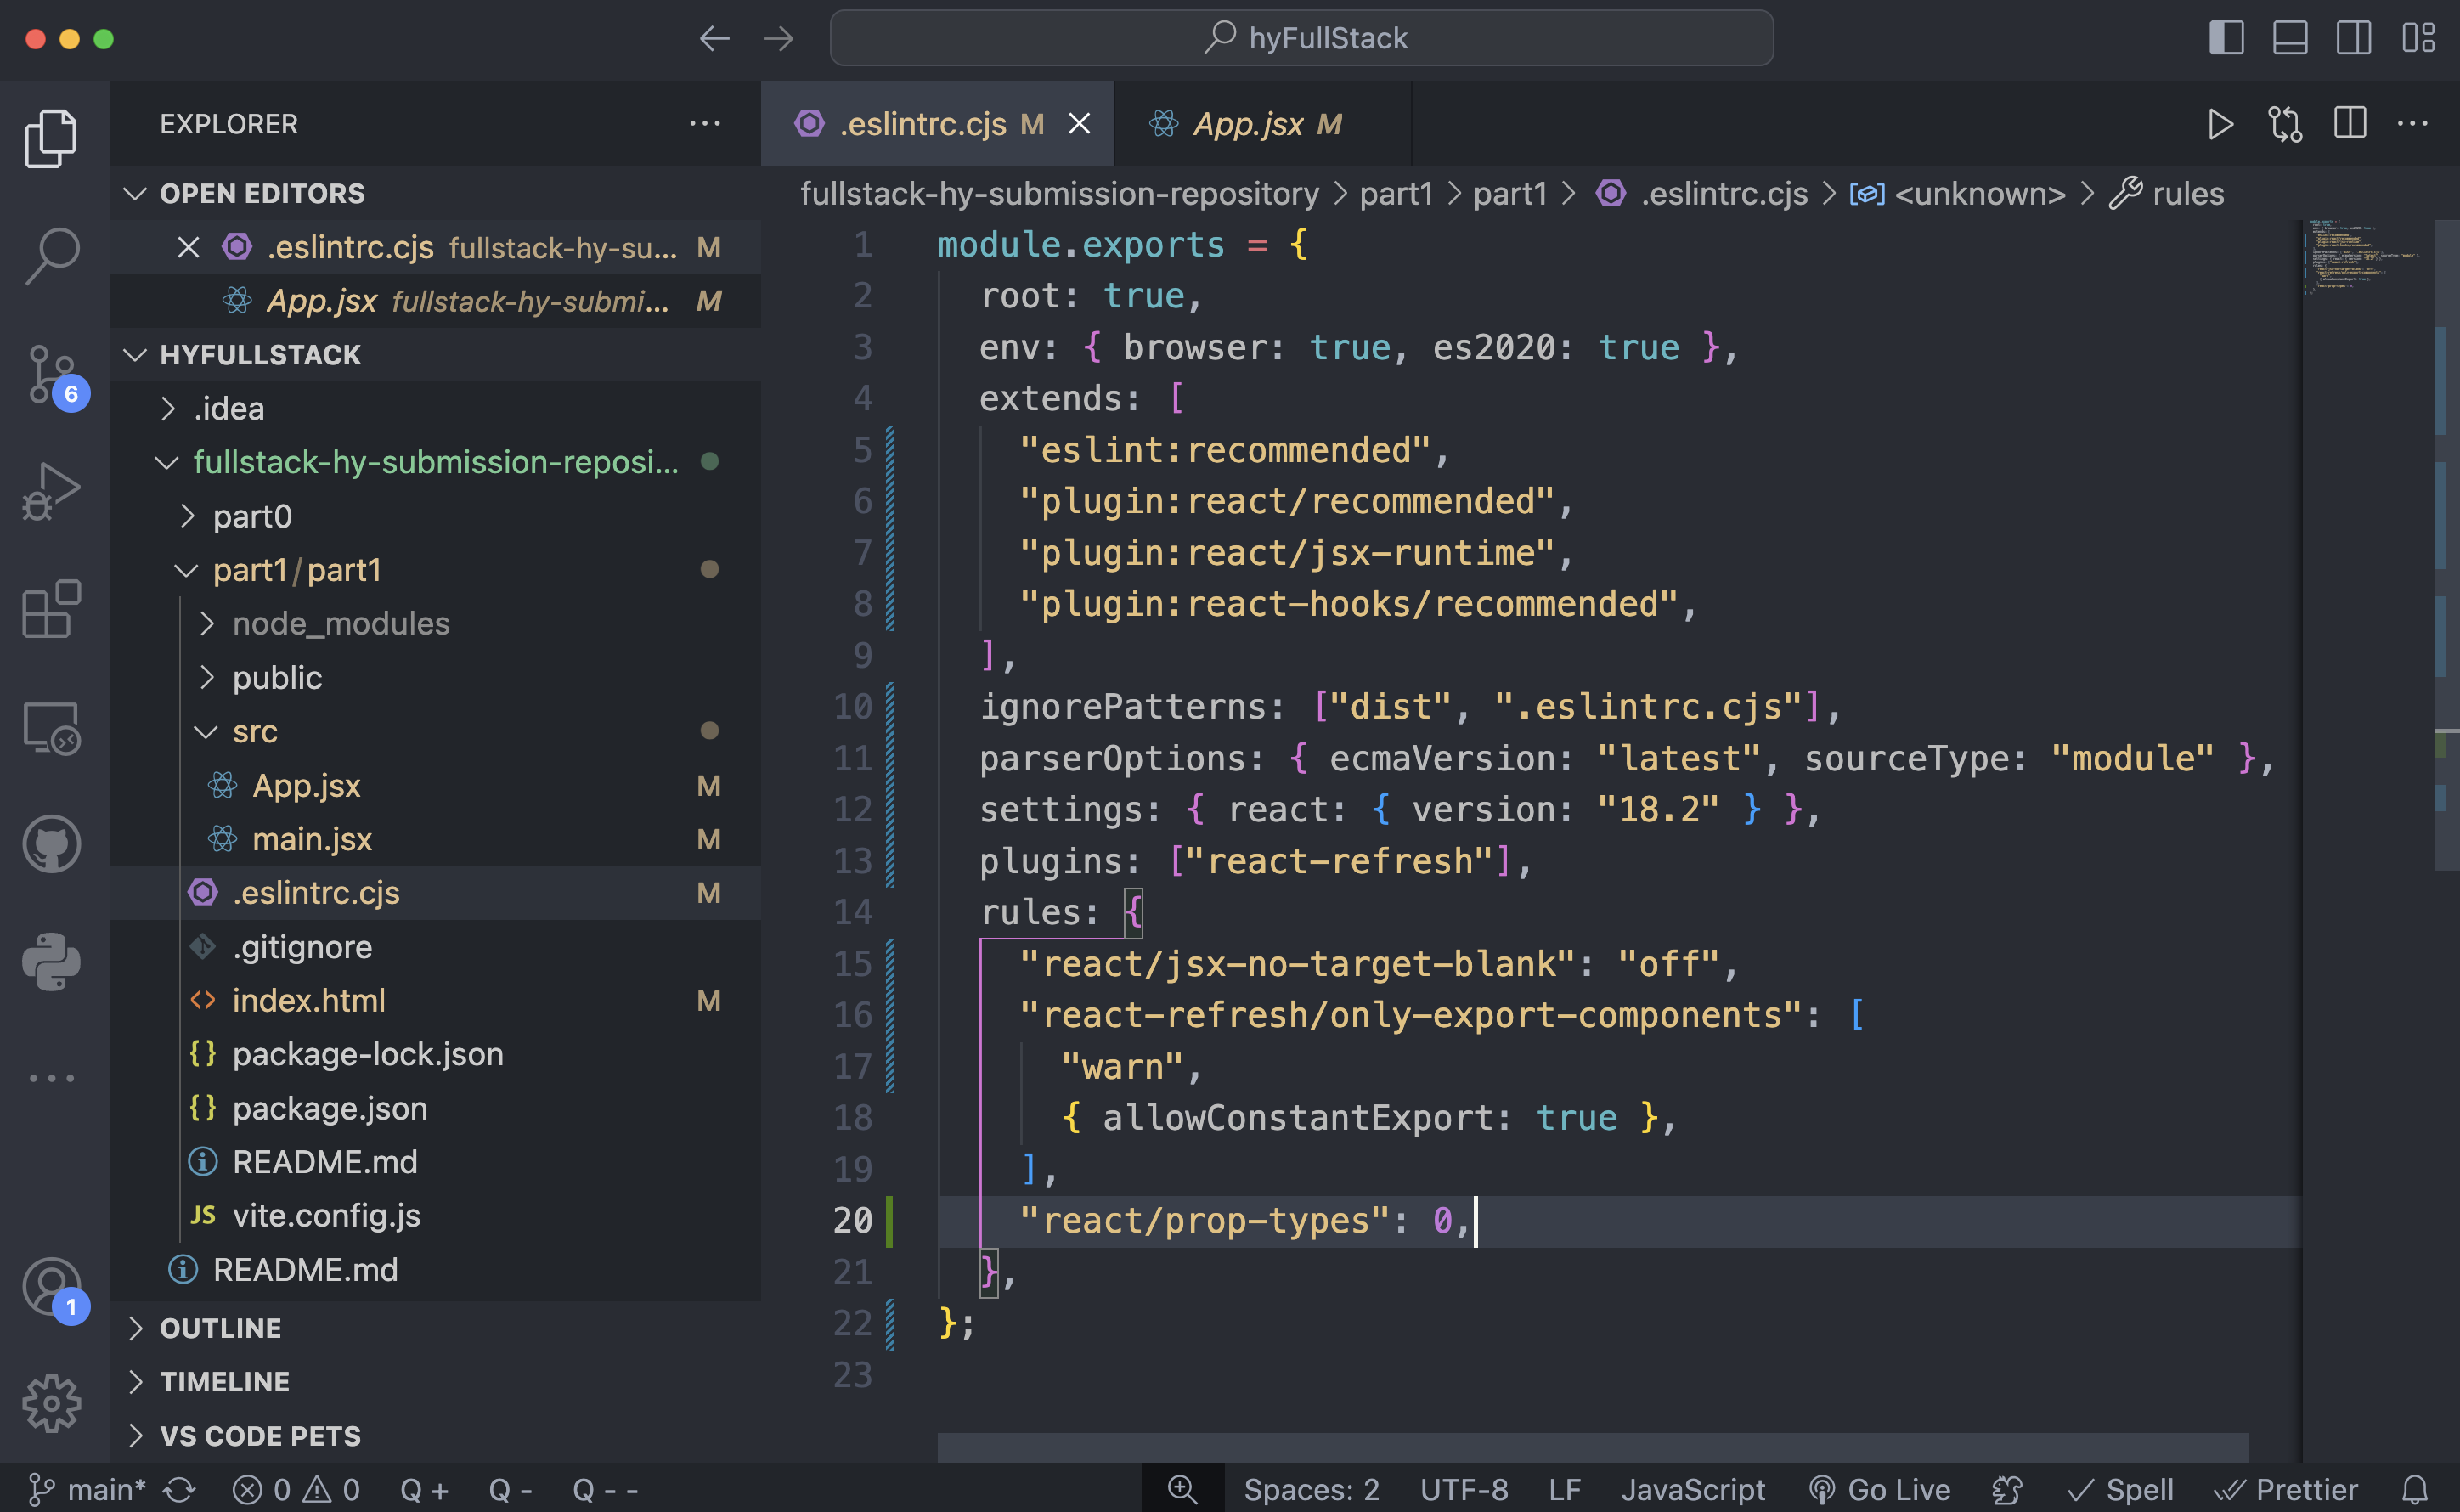 hyFullStack
EXPLORER
.eslintrc.cjs M
App.jsx M
OPEN EDITORS
.eslintrc.cjs fullstack-hy-su... M
App.jsx fullstack-hy-submi... M
HYFULLSTACK
.idea
fullstack-hy-submission-reposi...
part0
part1/part1
node_modules
public
src
App.jsx M
main.jsx M
.eslintrc.cjs M
.gitignore
index.html M
package-lock.json
package.json
README.md
JS vite.config.js
README.md
OUTLINE
TIMELINE
VS CODE PETS
6
1
fullstack-hy-submission-repository > part1 > part1 > .eslintrc.cjs > <unknown> > rules
1 module.exports = {
2 root: true,
3 env: { browser: true, es2020: true },
4 extends: [
5 "eslint:recommended",
6 "plugin:react/recommended",
7 "plugin:react/jsx-runtime",
8 "plugin:react-hooks/recommended",
9 ],
10 ignorePatterns: ["dist", ".eslintrc.cjs"],
11 parserOptions: { ecmaVersion: "latest", sourceType: "module" },
12 settings: { react: { version: "18.2" } },
13 plugins: ["react-refresh"],
14 rules: {
15 "react/jsx-no-target-blank": "off",
16 "react-refresh/only-export-components": [
17 "warn",
18 { allowConstantExport: true },
19 ],
20 "react/prop-types": 0,
21 },
22 };
23
main* 0 0 Q + Q - Q - - Spaces: 2 UTF-8 LF JavaScript Go Live Spell Prettier